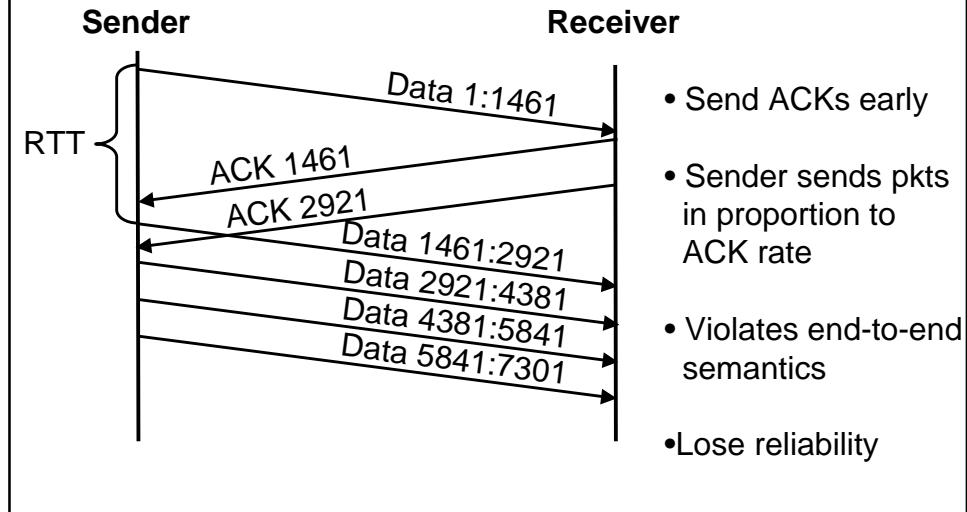 Sender
Receiver
RTT
Data 1:1461
ACK 1461
ACK 2921
Data 1461:2921
Data 2921:4381
Data 4381:5841
Data 5841:7301
• Send ACKs early
• Sender sends pkts
in proportion to
ACK rate
• Violates end-to-end
semantics
•Lose reliability